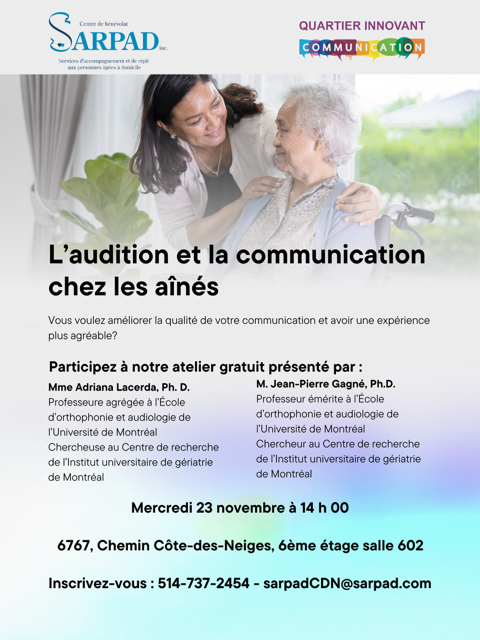 Centre de bénévolat
SARPAD inc.
Services d'accompagnement et de répit
aux personnes âgées à domicile
QUARTIER INNOVANT
COMMUNICATION
L'audition et la communication
chez les aînés
Vous voulez améliorer la qualité de votre communication et avoir une expérience
plus agréable?
Participez à notre atelier gratuit présenté par :
Mme Adriana Lacerda, Ph. D.
Professeure agrégée à l'École
d'orthophonie et audiologie de
l'Université de Montréal
Chercheuse au Centre de recherche
de l'Institut universitaire de gériatrie
de Montréal
M. Jean-Pierre Gagné, Ph.D.
Professeur émérite à l'École
d'orthophonie et audiologie de
l'Université de Montréal
Chercheur au Centre de recherche
de l'Institut universitaire de gériatrie
de Montréal
Mercredi 23 novembre à 14 h 00
6767, Chemin Côte-des-Neiges, 6ème étage salle 602
Inscrivez-vous : 514-737-2454 - sarpadCDN@sarpad.com